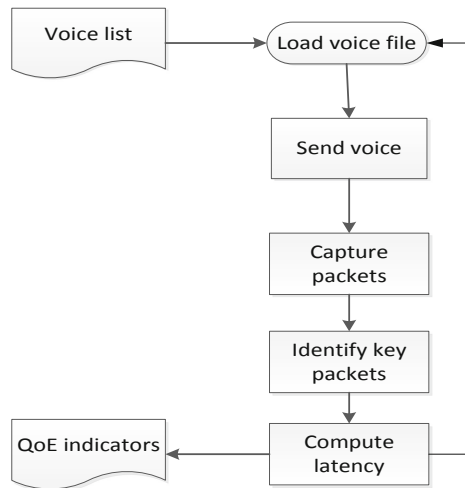 Voice list
Load voice file
Send voice
Capture
packets
Identify key
packets
QoE indicators
Compute
latency